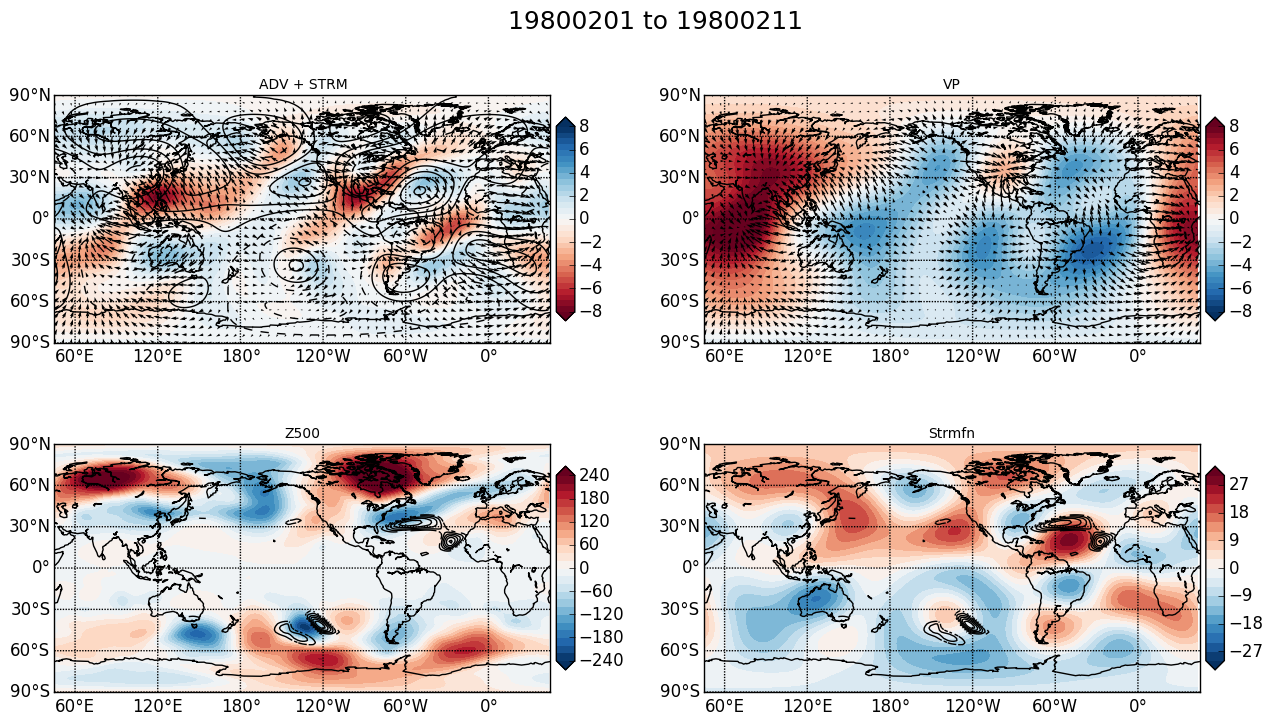 19800201 to 19800211
ADV + STRM
90°N
60°N
30°N
0°
30°S
60°S
90°S
60°E 120°E 180° 120°W 60°W 0°
8
6
4
2
0
−2
−4
−6
−8
VP
90°N
60°N
30°N
0°
30°S
60°S
90°S
60°E 120°E 180° 120°W 60°W 0°
8
6
4
2
0
−2
−4
−6
−8
Z500
90°N
60°N
30°N
0°
30°S
60°S
90°S
60°E 120°E 180° 120°W 60°W 0°
240
180
120
60
0
−60
−120
−180
−240
Strmfn
90°N
60°N
30°N
0°
30°S
60°S
90°S
60°E 120°E 180° 120°W 60°W 0°
27
18
9
0
−9
−18
−27